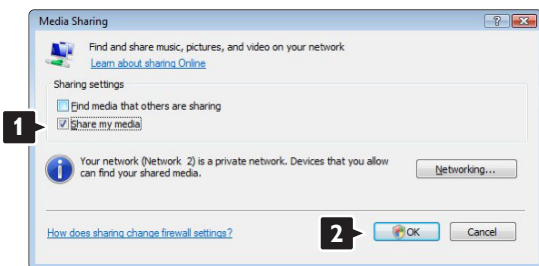 Media Sharing
Find and share music, pictures, and video on your network
Learn about sharing Online
Sharing settings
Find media that others are sharing
1
Share my media
Your network (Network 2) is a private network. Devices that you allow
can find your shared media.
Networking...
How does sharing change firewall settings?
2
OK
Cancel